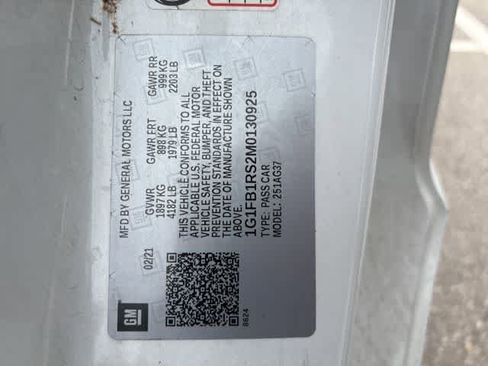 MFD BY GENERAL MOTORS LLC
02/21 GVWR GAWR FRT GAWR RR
1897 KG 898 KG 999 KG
4182 LB 1979 LB 2203 LB
THIS VEHICLE CONFORMS TO ALL
APPLICABLE U.S. FEDERAL MOTOR
VEHICLE SAFETY, BUMPER, AND THEFT
PREVENTION STANDARDS IN EFFECT ON
THE DATE OF MANUFACTURE SHOWN
ABOVE.
1G1FB1RS2M0130925
TYPE: PASS CAR
MODEL: 251AG37
GM
8624